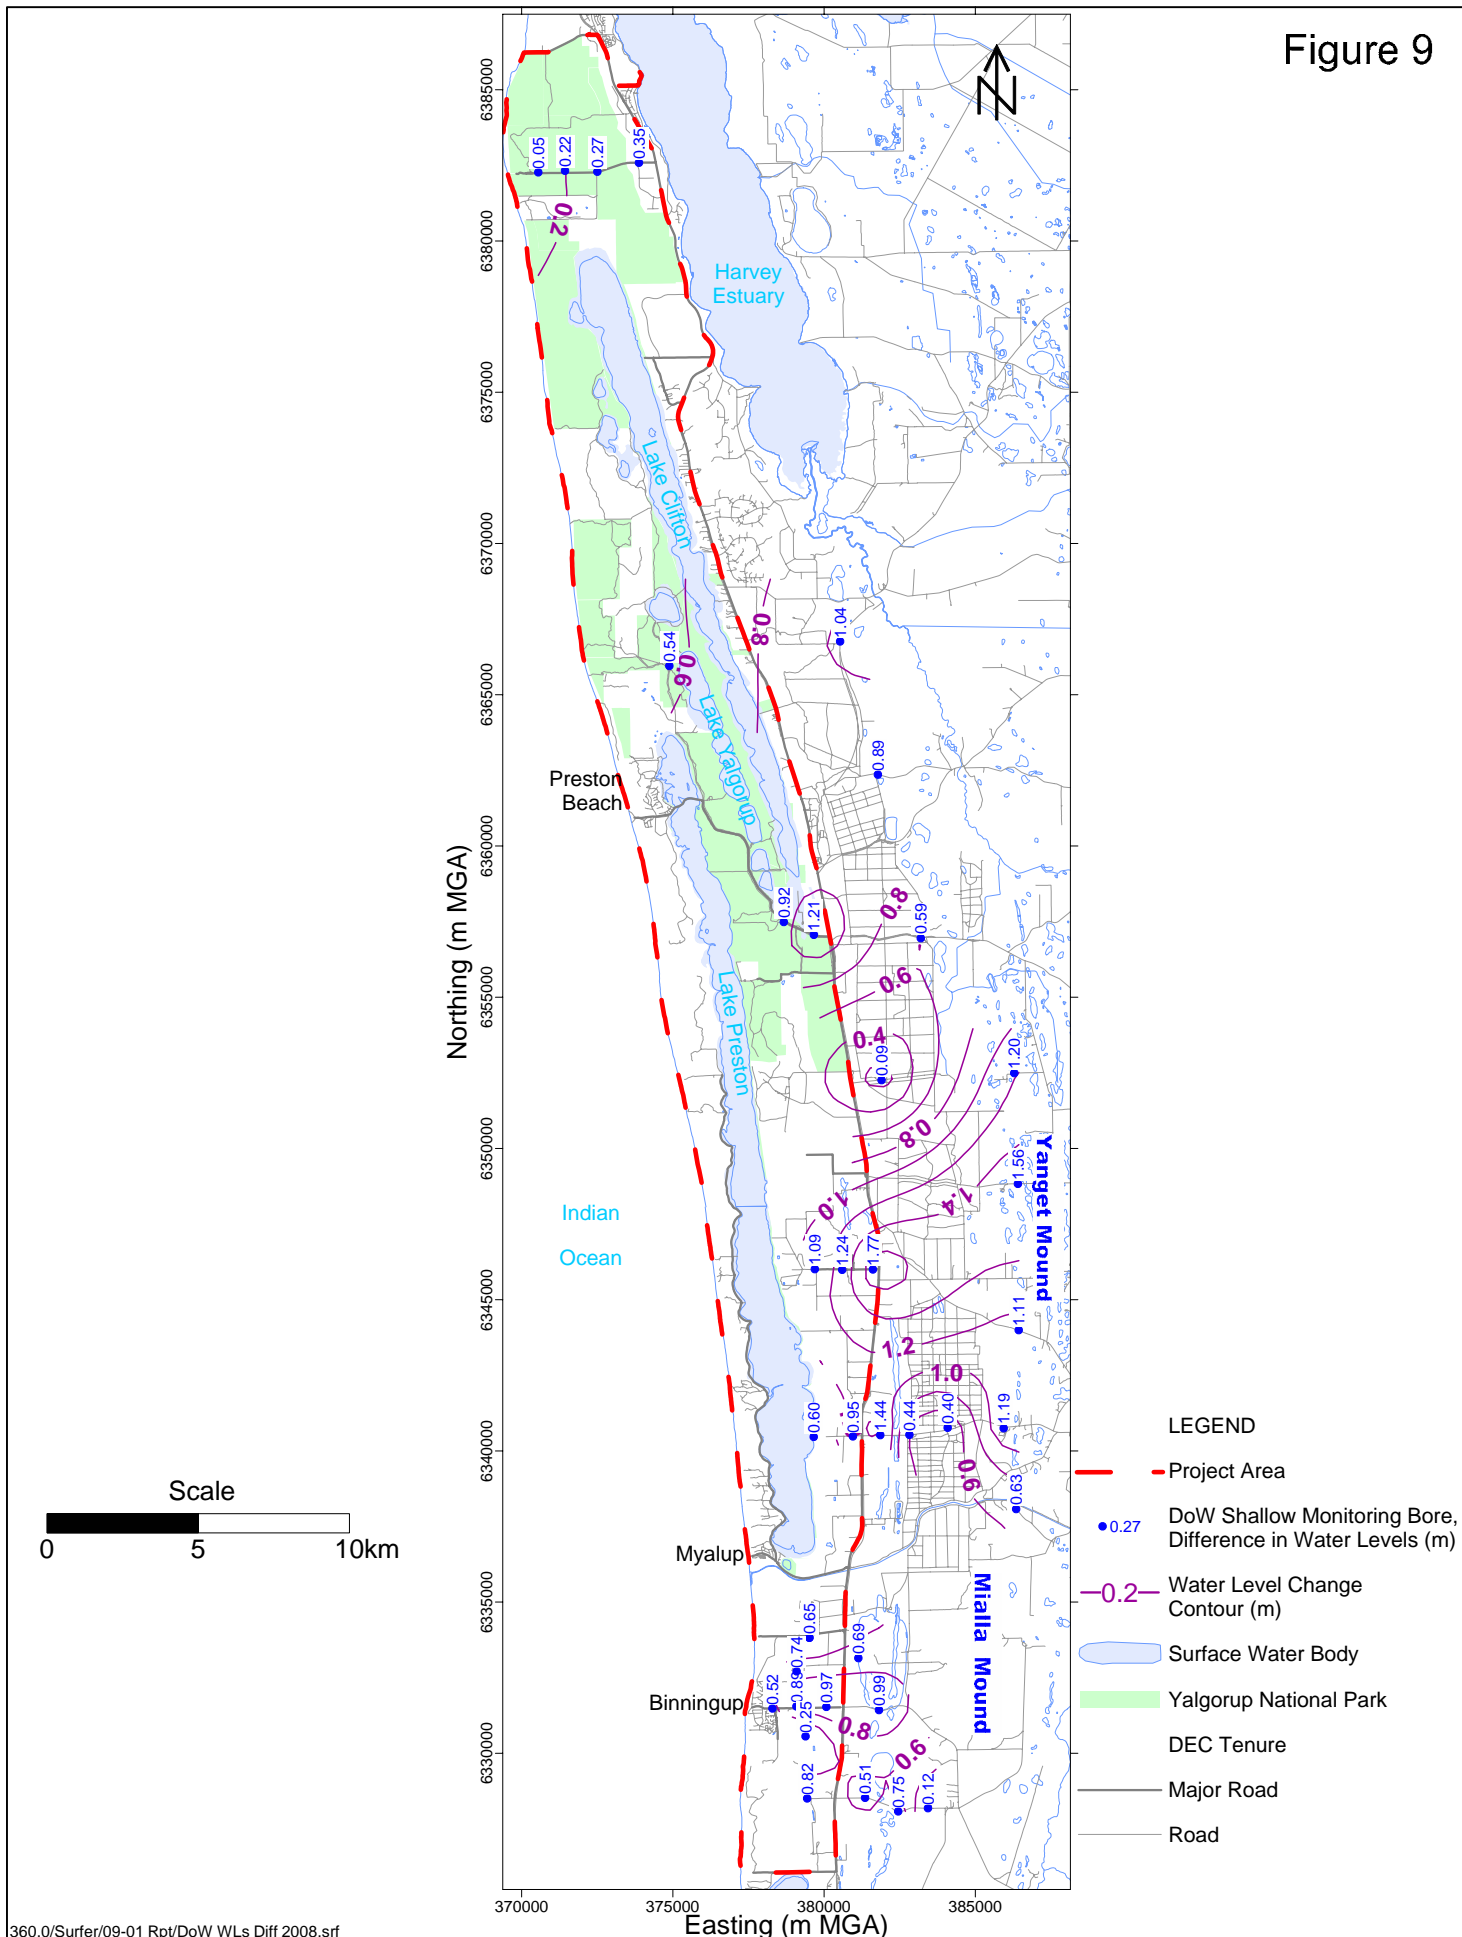 Figure 9
N
6385000
6380000
6375000
6370000
6365000
6360000
6355000
6350000
6345000
6340000
6335000
6330000
Northing (m MGA)
0.05
0.22
0.27
0.35
0.2
Harvey
Estuary
Lake Clifton
0.8
1.04
0.54
0.6
Lake Yalgorup
0.89
Preston
Beach
0.92
1.21
0.8
0.59
0.6
Lake Preston
0.4
0.09
1.20
0.8
Yanget Mound
1.56
1.4
1.0
Indian
Ocean
1.09
1.24
1.77
1.11
1.2
1.0
0.60
0.95
1.44
0.44
0.40
1.19
0.6
0.63
Scale
0
5
10km
Myalup
Mialla Mound
0.65
0.74
0.69
Binningup
0.52
0.89
0.97
0.99
0.25
0.8
0.6
0.82
0.51
0.75
0.12
LEGEND
Project Area
0.27
DoW Shallow Monitoring Bore,
Difference in Water Levels (m)
0.2
Water Level Change
Contour (m)
Surface Water Body
Yalgorup National Park
DEC Tenure
Major Road
Road
370000
375000
380000
385000
Easting (m MGA)
360.0/Surfer/09-01 Rpt/DoW WLs Diff 2008.srf